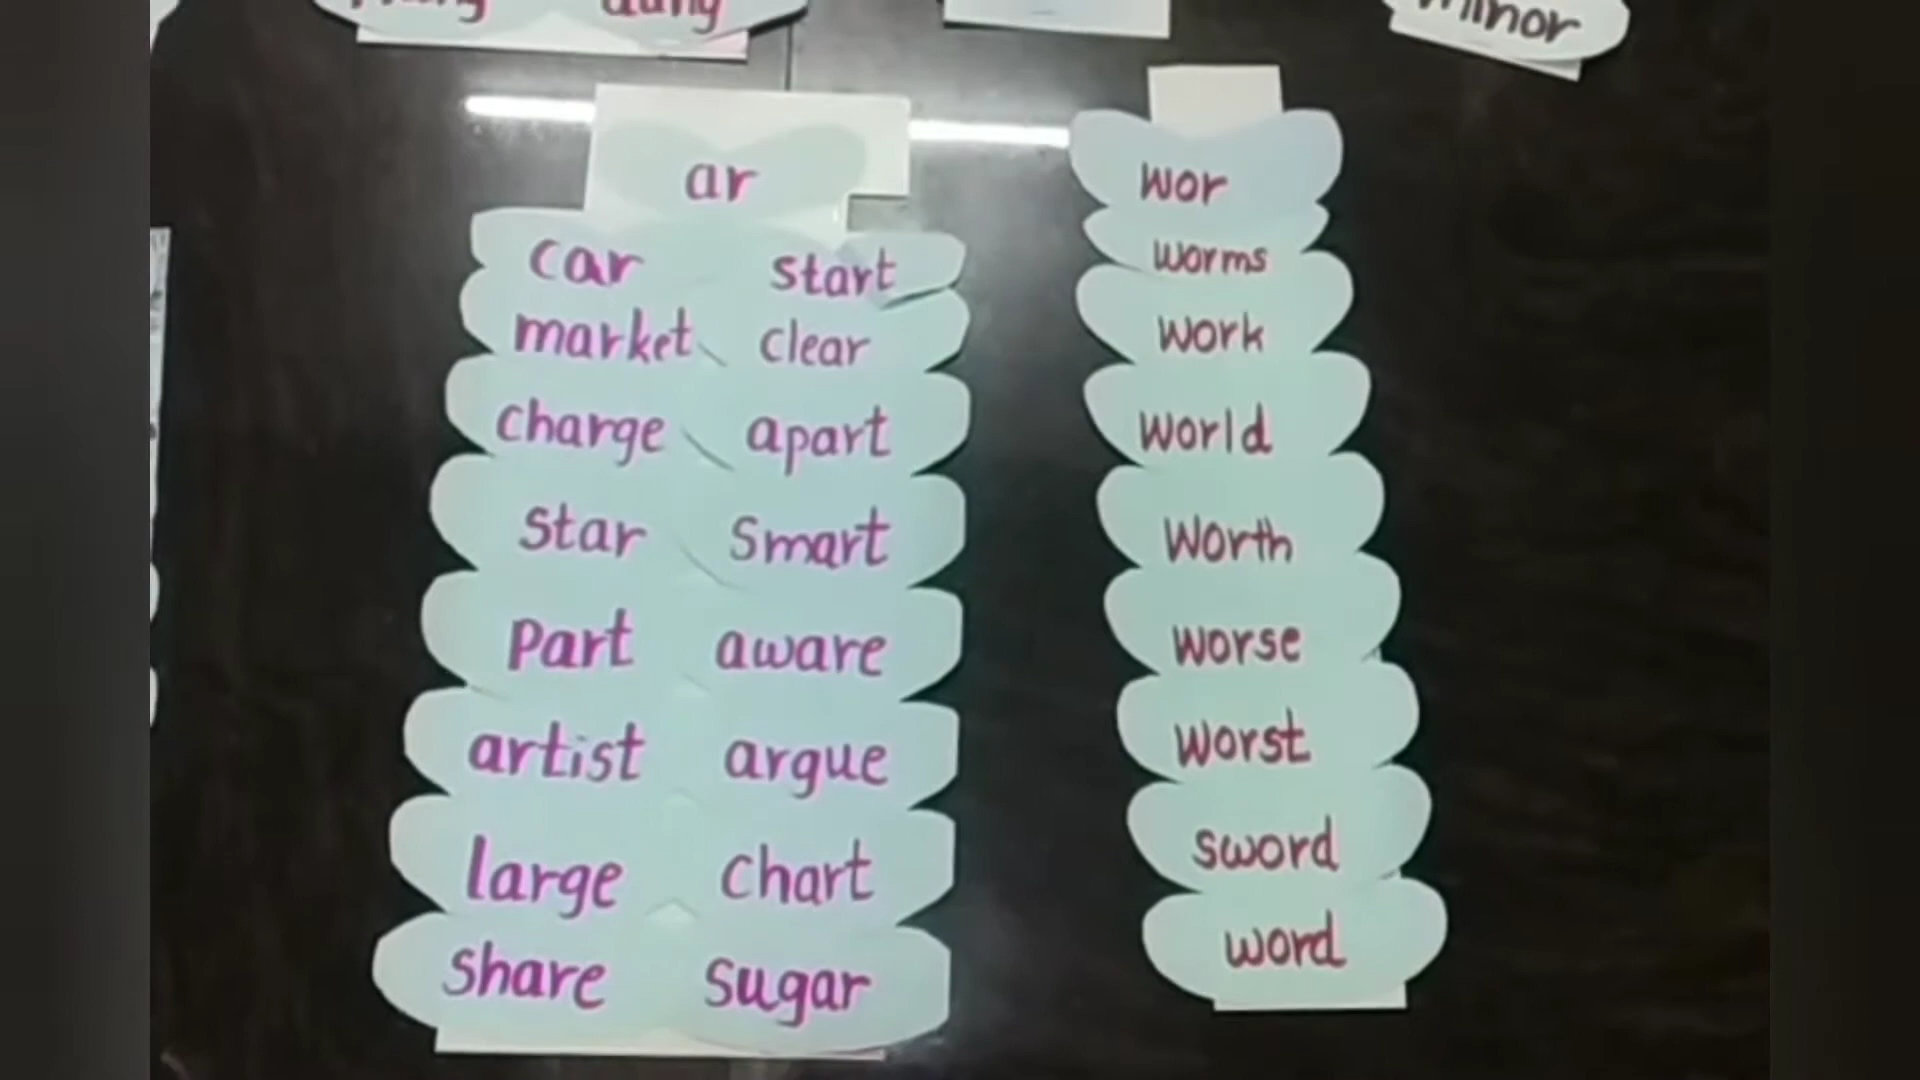 minor
ar
car start
market clear
charge apart
star smart
part aware
artist argue
large chart
share sugar
wor
worms
work
world
worth
worse
worst
sword
word